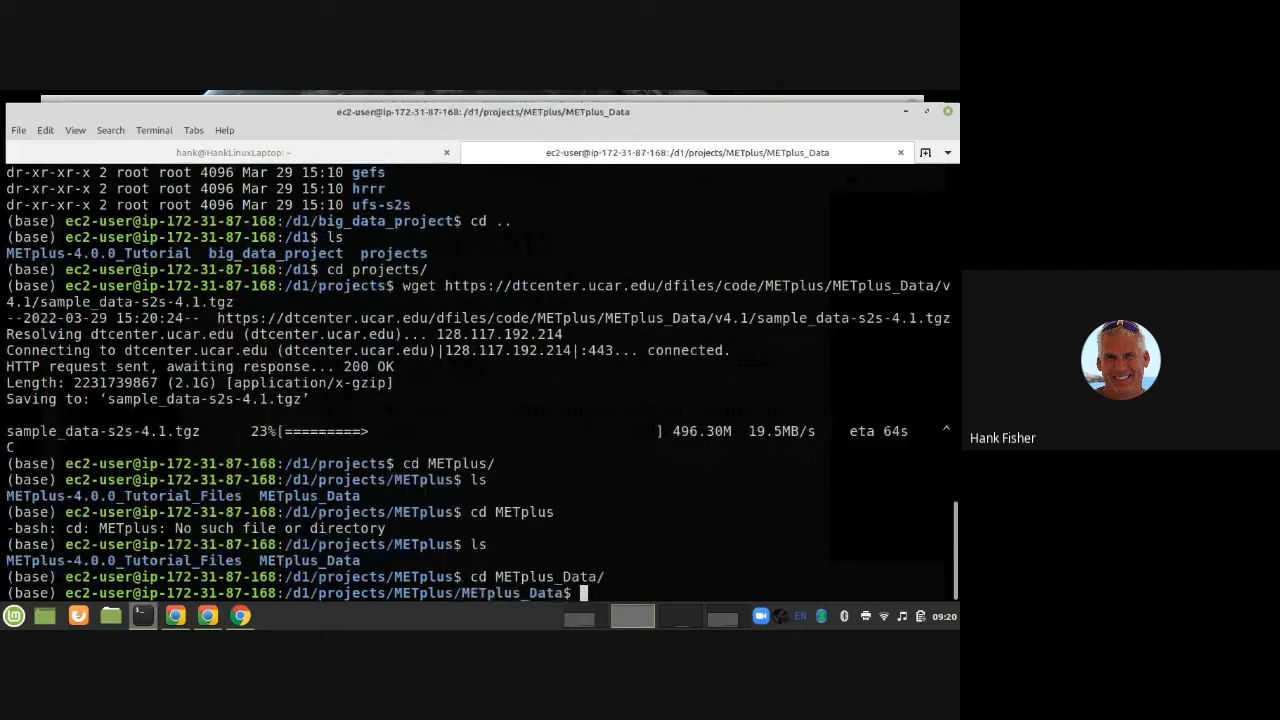 ec2-user@ip-172-31-87-168: /d1/projects/METplus/METplus_Data
File Edit View Search Terminal Tabs Help
hank@HankLinuxLaptop: ~ × ec2-user@ip-172-31-87-168:/d1/projects/METplus/METplus_Data ×
dr-xr-xr-x 2 root root 4096 Mar 29 15:10 gefs
dr-xr-xr-x 2 root root 4096 Mar 29 15:10 hrrr
dr-xr-xr-x 2 root root 4096 Mar 29 15:10 ufs-s2s
(base) ec2-user@ip-172-31-87-168:/d1/big_data_project$ cd ..
(base) ec2-user@ip-172-31-87-168:/d1$ ls
METplus-4.0.0_Tutorial big_data_project projects
(base) ec2-user@ip-172-31-87-168:/d1$ cd projects/
(base) ec2-user@ip-172-31-87-168:/d1/projects$ wget https://dtcenter.ucar.edu/dfiles/code/METplus/METplus_Data/v
4.1/sample_data-s2s-4.1.tgz
--2022-03-29 15:20:24-- https://dtcenter.ucar.edu/dfiles/code/METplus/METplus_Data/v4.1/sample_data-s2s-4.1.tgz
Resolving dtcenter.ucar.edu (dtcenter.ucar.edu)... 128.117.192.214
Connecting to dtcenter.ucar.edu (dtcenter.ucar.edu)|128.117.192.214|:443... connected.
HTTP request sent, awaiting response... 200 OK
Length: 2231739867 (2.1G) [application/x-gzip]
Saving to: ‘sample_data-s2s-4.1.tgz’
sample_data-s2s-4.1.tgz 23%[=========> ] 496.30M 19.5MB/s eta 64s ^
C
(base) ec2-user@ip-172-31-87-168:/d1/projects$ cd METplus/
(base) ec2-user@ip-172-31-87-168:/d1/projects/METplus$ ls
METplus-4.0.0_Tutorial_Files METplus_Data
(base) ec2-user@ip-172-31-87-168:/d1/projects/METplus$ cd METplus
-bash: cd: METplus: No such file or directory
(base) ec2-user@ip-172-31-87-168:/d1/projects/METplus$ ls
METplus-4.0.0_Tutorial_Files METplus_Data
(base) ec2-user@ip-172-31-87-168:/d1/projects/METplus$ cd METplus_Data/
(base) ec2-user@ip-172-31-87-168:/d1/projects/METplus/METplus_Data$
EN 09:20
Hank Fisher